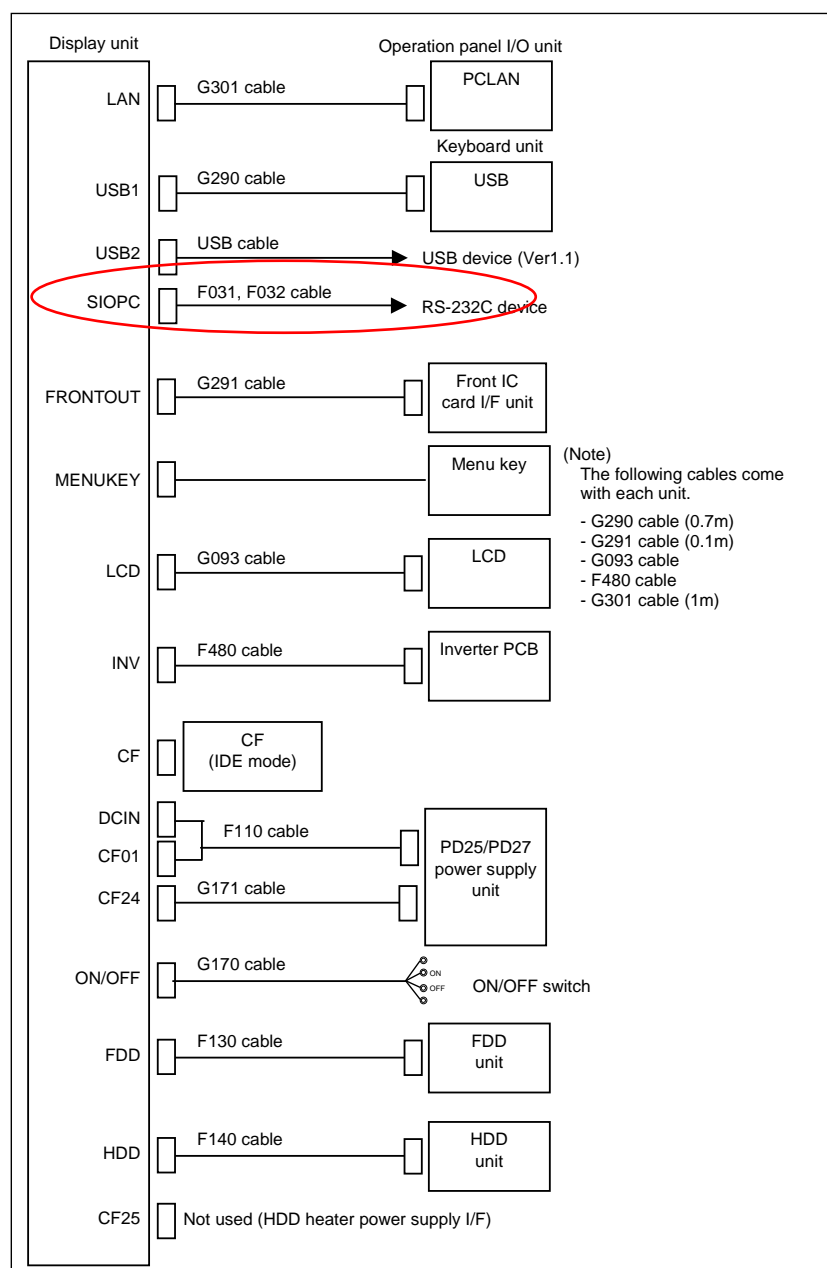 Display unit
Operation panel I/O unit
LAN
G301 cable
PCLAN
Keyboard unit
USB1
G290 cable
USB
USB2
USB cable
USB device (Ver1.1)
SIOPC
F031, F032 cable
RS-232C device
FRONTOUT
G291 cable
Front IC
card I/F unit
MENUKEY
Menu key
(Note)
The following cables come
with each unit.
- G290 cable (0.7m)
- G291 cable (0.1m)
- G093 cable
- F480 cable
- G301 cable (1m)
LCD
G093 cable
LCD
INV
F480 cable
Inverter PCB
CF
CF
(IDE mode)
DCIN
CF01
F110 cable
PD25/PD27
power supply
unit
CF24
G171 cable
ON/OFF
G170 cable
ON
OFF
ON/OFF switch
FDD
F130 cable
FDD
unit
HDD
F140 cable
HDD
unit
CF25
Not used (HDD heater power supply I/F)